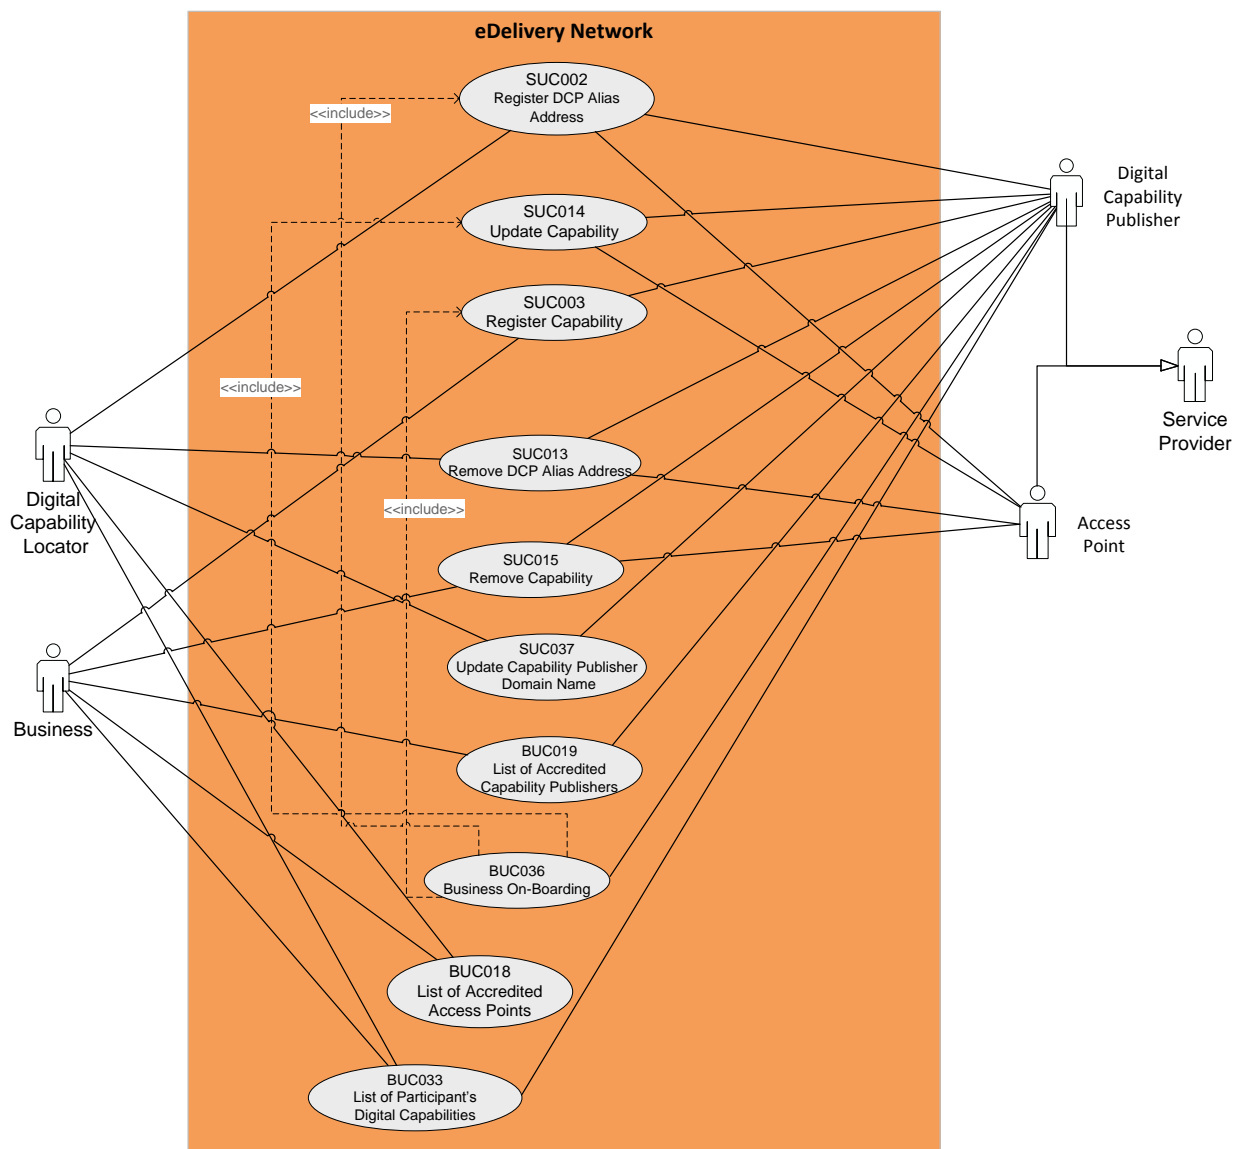 eDelivery Network
SUC002
Register DCP Alias
Address
<<include>>
Digital
Capability
Publisher
SUC014
Update Capability
SUC003
Register Capability
<<include>>
Service
Provider
Digital
Capability
Locator
SUC013
Remove DCP Alias Address
<<include>>
Access
Point
SUC015
Remove Capability
SUC037
Update Capability Publisher
Domain Name
Business
BUC019
List of Accredited
Capability Publishers
BUC036
Business On-Boarding
BUC018
List of Accredited
Access Points
BUC033
List of Participant's
Digital Capabilities